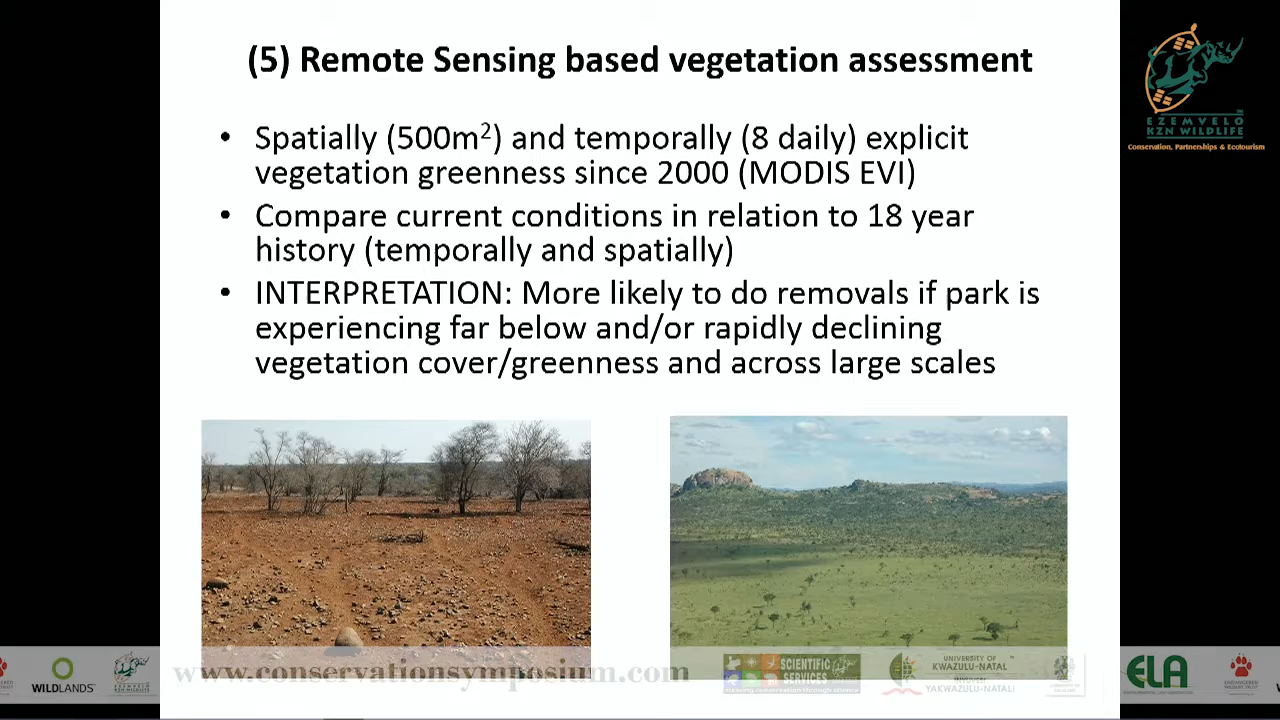 (5) Remote Sensing based vegetation assessment
• Spatially (500m²) and temporally (8 daily) explicit
vegetation greenness since 2000 (MODIS EVI)
• Compare current conditions in relation to 18 year
history (temporally and spatially)
• INTERPRETATION: More likely to do removals if park is
experiencing far below and/or rapidly declining
vegetation cover/greenness and across large scales
EZEMVELO
KZN WILDLIFE
Conservation, Partnerships & Ecotourism
WILDLANDS
www.conservationsymposium.com
SCIENTIFIC
SERVICES
UNIVERSITY OF
KWAZULU-NATAL
YAKWAZULU-NATALI
ELA